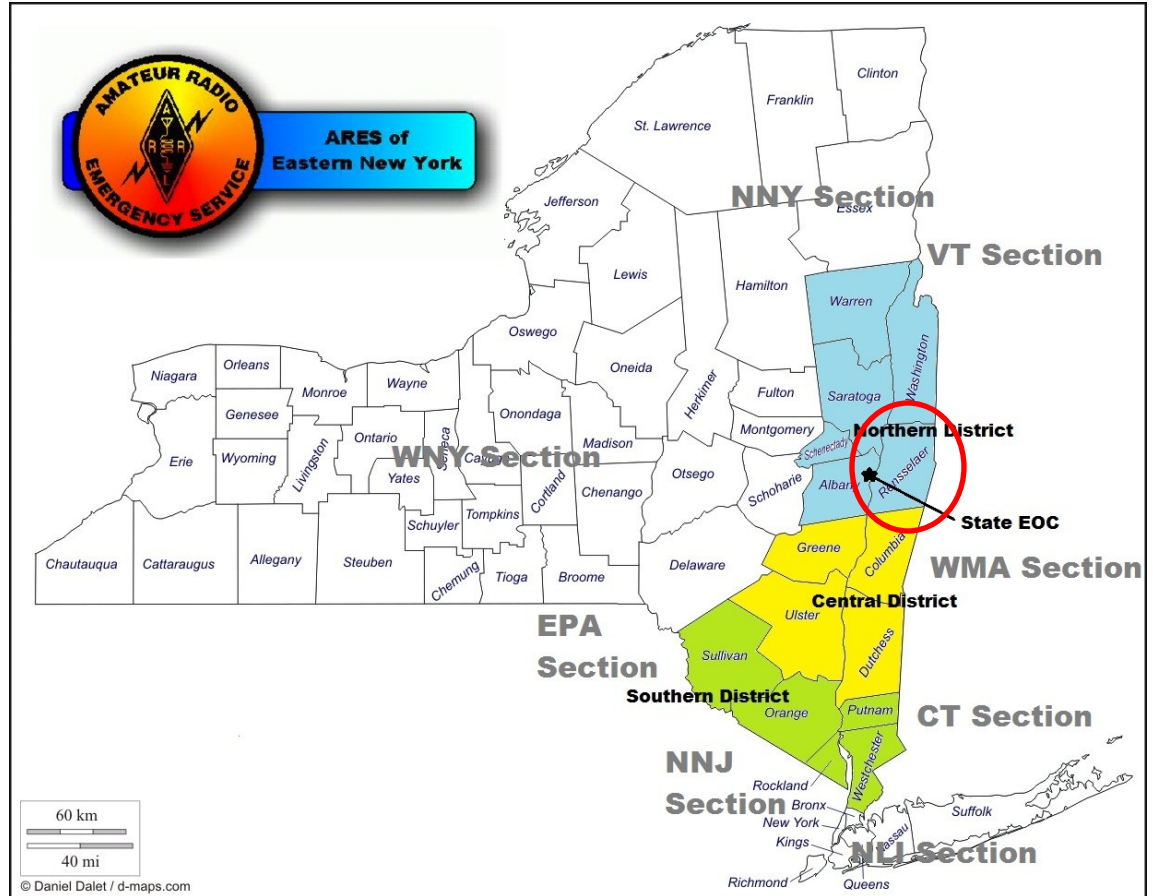 AMATEUR RADIO
EMERGENCY SERVICE
A
R R
L
ARES of
Eastern New York
Clinton
Franklin
St. Lawrence
NNY Section
Essex
Jefferson
VT Section
Lewis
Hamilton
Warren
Washington
Oswego
Oneida
Herkimer
Niagara
Orleans
Monroe
Wayne
Fulton
Saratoga
Genesee
Onondaga
Montgomery
Northern District
Schenectady
Ontario
Seneca
Madison
Erie
Wyoming
Livingston
WNY Section
Cayuga
Otsego
Yates
Cortland
Chenango
Schoharie
Albany
Rensselaer
Schuyler
Tompkins
State EOC
Chautauqua
Cattaraugus
Allegany
Steuben
Chemung
Tioga
Broome
Delaware
Greene
Columbia
WMA Section
Central District
Ulster
EPA
Section
Sullivan
Dutchess
Southern District
Orange
Putnam
CT Section
NNJ
Section
Rockland
Westchester
Bronx
New York
Suffolk
Kings
Nassau
NLI Section
Richmond
Queens
60 km
40 mi
© Daniel Dalet / d-maps.com